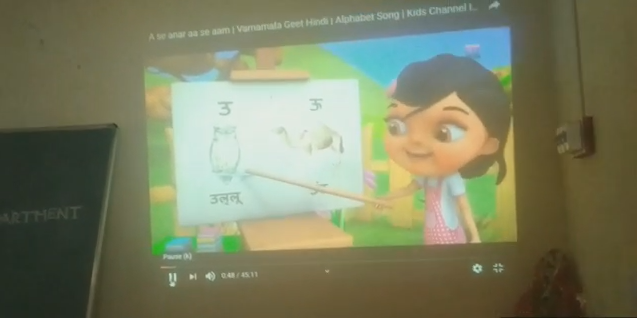 A se anar aa se aam | Varnamala Geet Hindi | Alphabet Song | Kids Channel I..
उ
ऊ
उल्लू
ऊंट
ARTMENT
Pause (k)
0:48 / 45:11